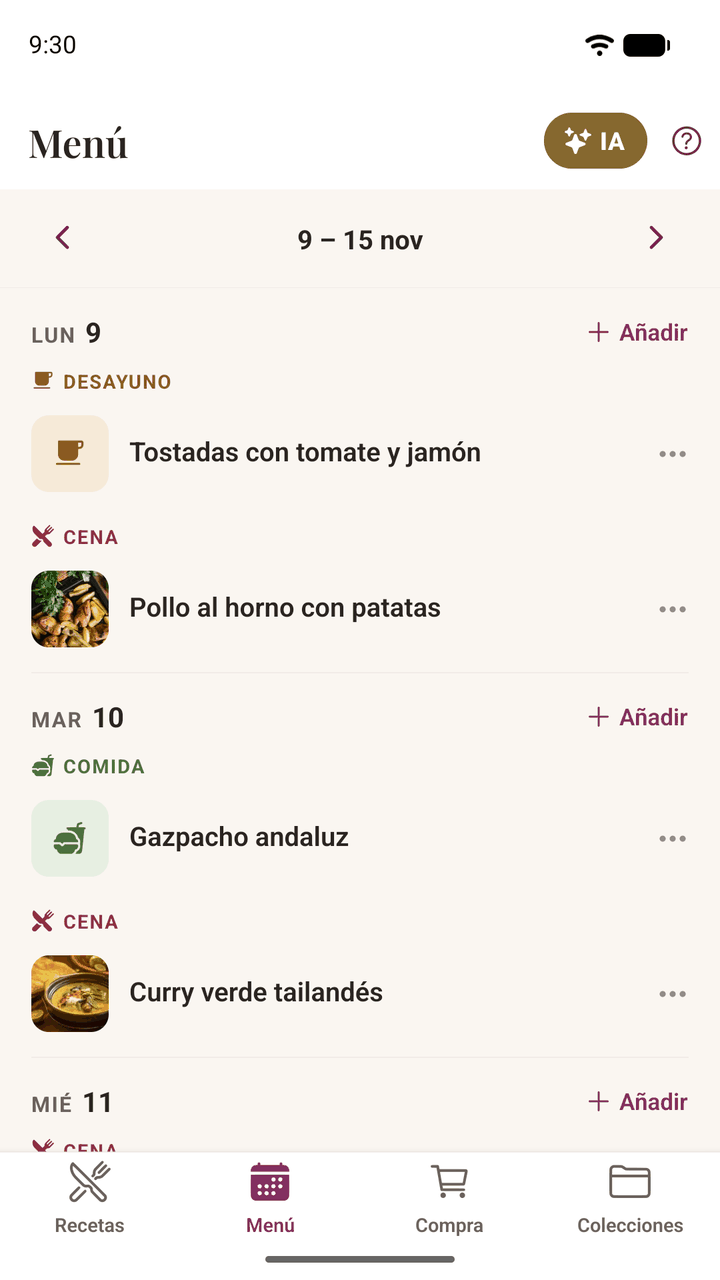 9:30
Menú
IA
9 – 15 nov
LUN 9
Añadir
DESAYUNO
Tostadas con tomate y jamón
CENA
Pollo al horno con patatas
MAR 10
Añadir
COMIDA
Gazpacho andaluz
CENA
Curry verde tailandés
MIÉ 11
Añadir
CENA
Recetas
Menú
Compra
Colecciones